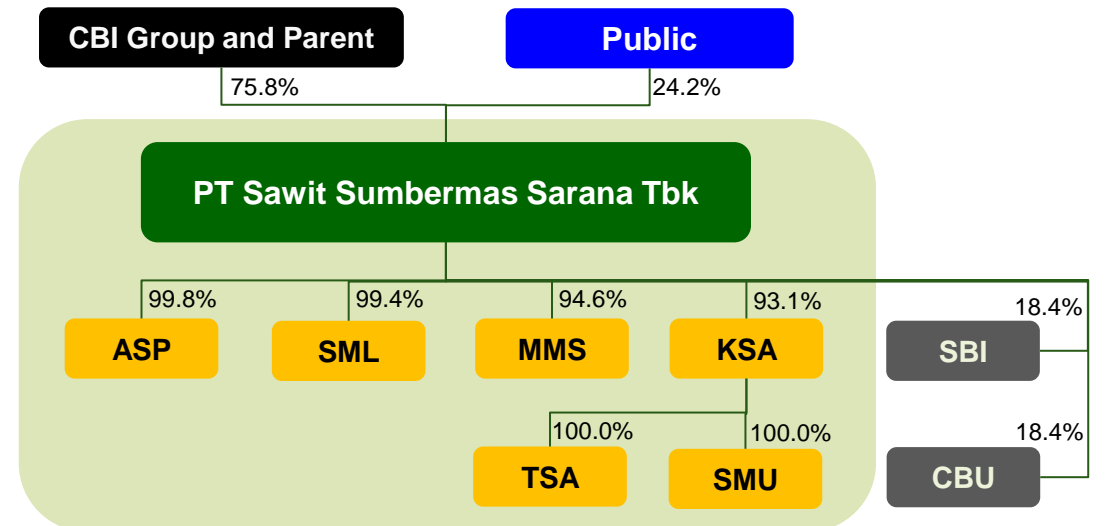 CBI Group and Parent
Public
75.8%
24.2%
PT Sawit Sumbermas Sarana Tbk
99.8%
99.4%
94.6%
93.1%
18.4%
ASP
SML
MMS
KSA
SBI
100.0%
100.0%
18.4%
TSA
SMU
CBU